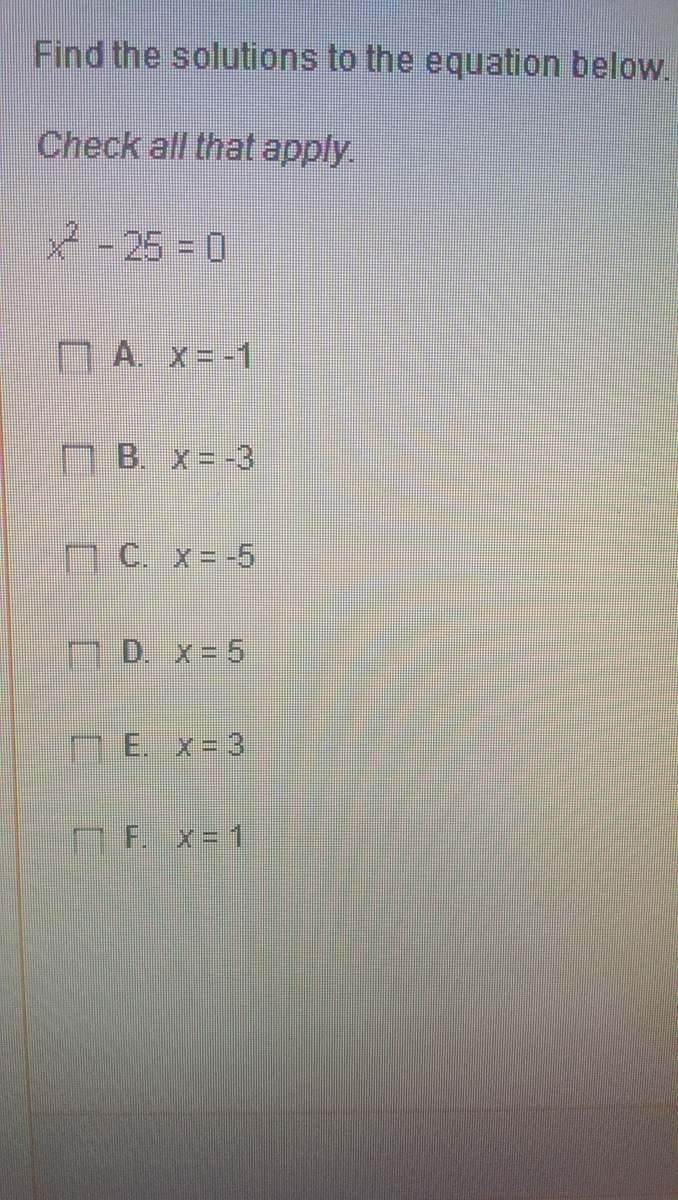 Find the solutions to the equation below.
Check all that apply.
x² - 25 = 0
A. x = -1
B. x = -3
C. x = -5
D. x = 5
E. x = 3
F. x = 1